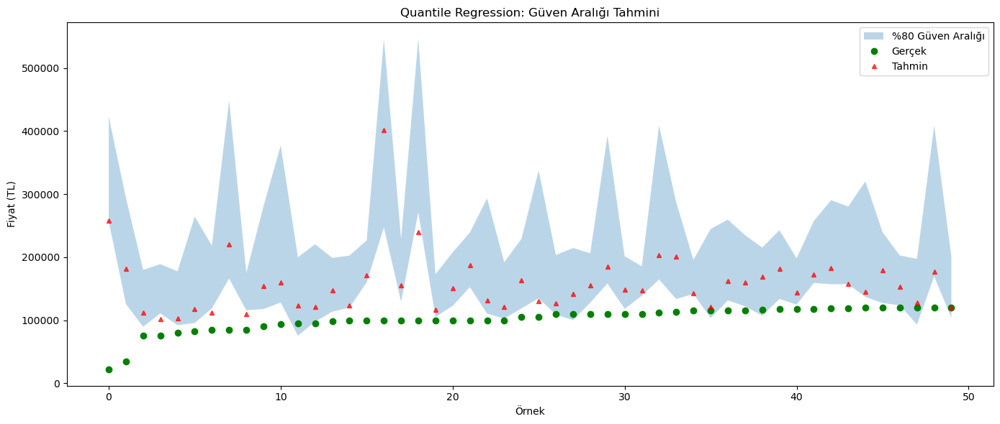 Quantile Regression: Güven Aralığı Tahmini
%80 Güven Aralığı
Gerçek
Tahmin
Fiyat (TL)
500000
400000
300000
200000
100000
0
0 10 20 30 40 50
Örnek